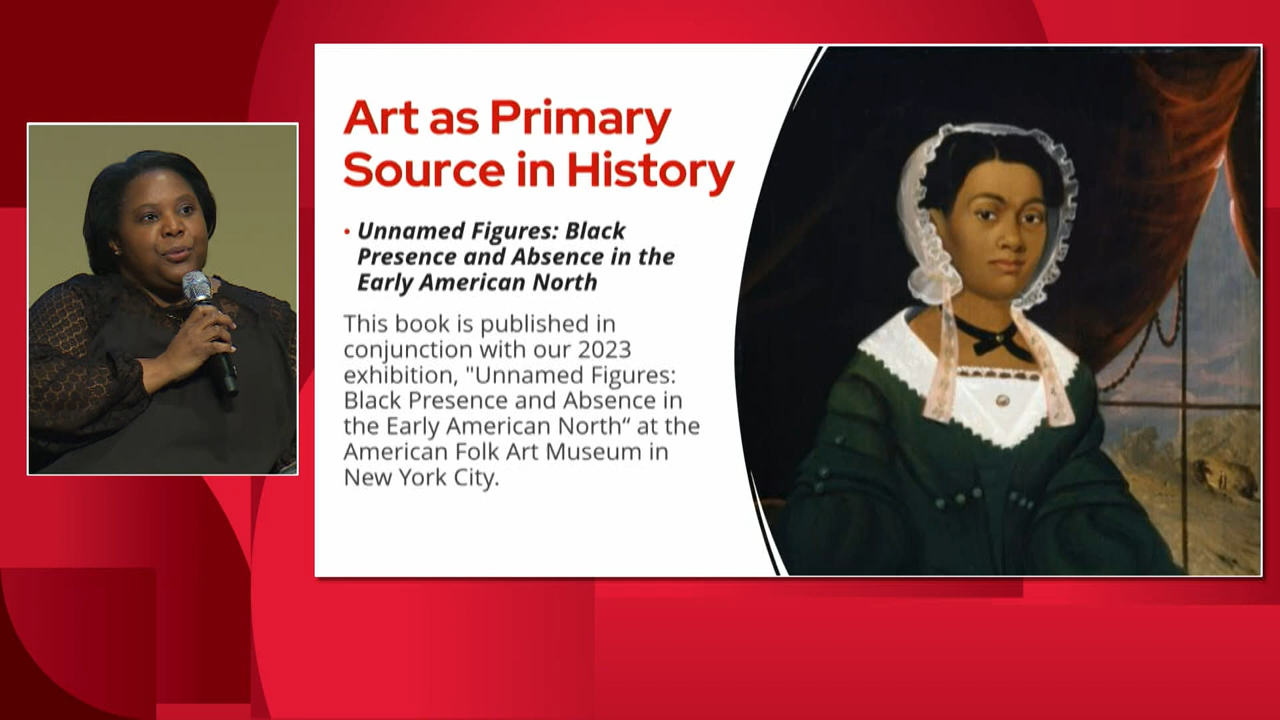 Art as Primary
Source in History
• Unnamed Figures: Black
Presence and Absence in the
Early American North
This book is published in
conjunction with our 2023
exhibition, "Unnamed Figures:
Black Presence and Absence in
the Early American North“ at the
American Folk Art Museum in
New York City.